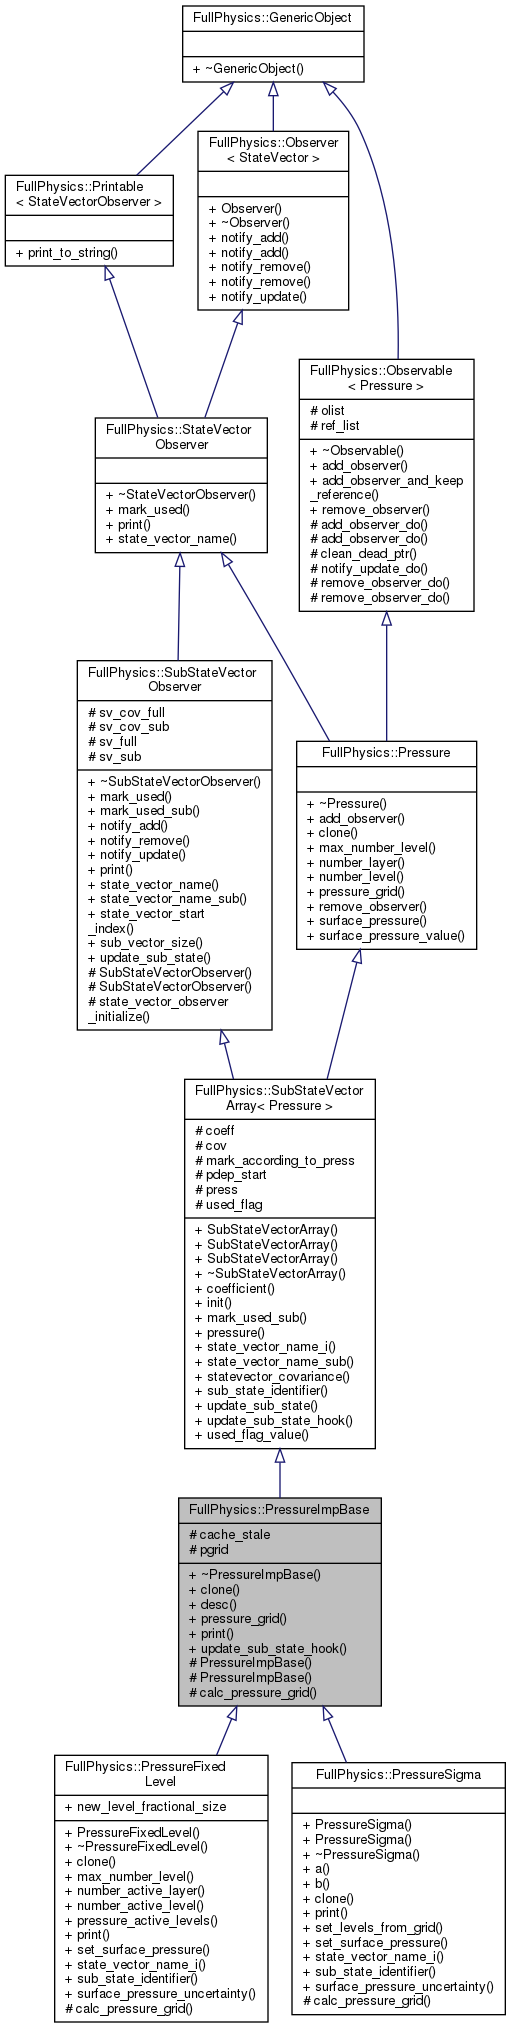 FullPhysics::GenericObject
+ ~GenericObject()
FullPhysics::Observer
< StateVector >
+ Observer()
+ ~Observer()
+ notify_add()
+ notify_add()
+ notify_remove()
+ notify_remove()
+ notify_update()
FullPhysics::Printable
< StateVectorObserver >
+ print_to_string()
FullPhysics::Observable
< Pressure >
# olist
# ref_list
+ ~Observable()
+ add_observer()
+ add_observer_and_keep
_reference()
+ remove_observer()
# add_observer_do()
# add_observer_do()
# clean_dead_ptr()
# notify_update_do()
# remove_observer_do()
# remove_observer_do()
FullPhysics::StateVector
Observer
+ ~StateVectorObserver()
+ mark_used()
+ print()
+ state_vector_name()
FullPhysics::SubStateVector
Observer
# sv_cov_full
# sv_cov_sub
# sv_full
# sv_sub
+ ~SubStateVectorObserver()
+ mark_used()
+ mark_used_sub()
+ notify_add()
+ notify_remove()
+ notify_update()
+ print()
+ state_vector_name()
+ state_vector_name_sub()
+ state_vector_start
_index()
+ sub_vector_size()
+ update_sub_state()
# SubStateVectorObserver()
# SubStateVectorObserver()
# state_vector_observer
_initialize()
FullPhysics::Pressure
+ ~Pressure()
+ add_observer()
+ clone()
+ max_number_level()
+ number_layer()
+ number_level()
+ pressure_grid()
+ remove_observer()
+ surface_pressure()
+ surface_pressure_value()
FullPhysics::SubStateVector
Array< Pressure >
# coeff
# cov
# mark_according_to_press
# pdep_start
# press
# used_flag
+ SubStateVectorArray()
+ SubStateVectorArray()
+ SubStateVectorArray()
+ ~SubStateVectorArray()
+ coefficient()
+ init()
+ mark_used_sub()
+ pressure()
+ state_vector_name_i()
+ state_vector_name_sub()
+ statevector_covariance()
+ sub_state_identifier()
+ update_sub_state()
+ update_sub_state_hook()
+ used_flag_value()
FullPhysics::PressureImpBase
# cache_stale
# pgrid
+ ~PressureImpBase()
+ clone()
+ desc()
+ pressure_grid()
+ print()
+ update_sub_state_hook()
# PressureImpBase()
# PressureImpBase()
# calc_pressure_grid()
FullPhysics::PressureFixed
Level
+ new_level_fractional_size
+ PressureFixedLevel()
+ ~PressureFixedLevel()
+ clone()
+ max_number_level()
+ number_active_layer()
+ number_active_level()
+ pressure_active_levels()
+ print()
+ set_surface_pressure()
+ state_vector_name_i()
+ sub_state_identifier()
+ surface_pressure_uncertainty()
# calc_pressure_grid()
FullPhysics::PressureSigma
+ PressureSigma()
+ PressureSigma()
+ ~PressureSigma()
+ a()
+ b()
+ clone()
+ print()
+ set_levels_from_grid()
+ set_surface_pressure()
+ state_vector_name_i()
+ sub_state_identifier()
+ surface_pressure_uncertainty()
# calc_pressure_grid()